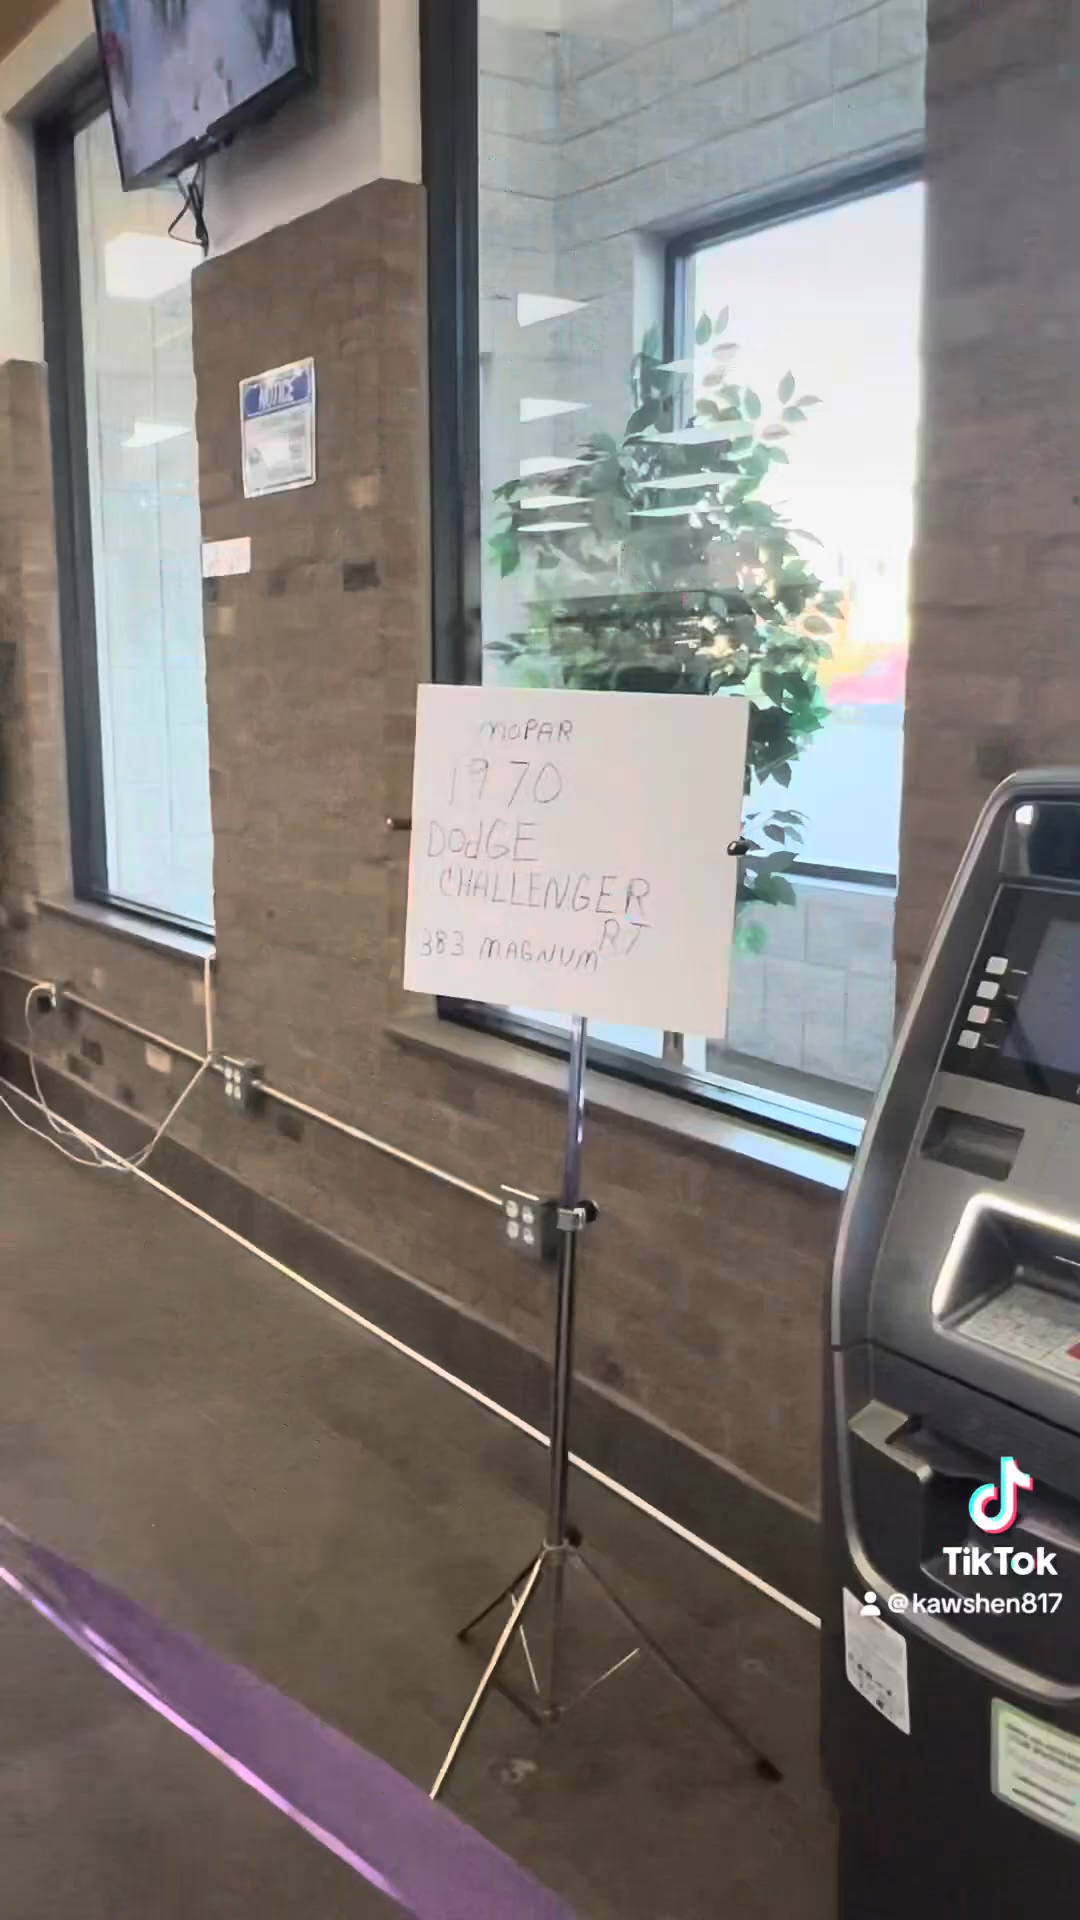 NOTICE
MOPAR
1970
DODGE
CHALLENGER
RT
383 MAGNUM
TikTok
@kawshen817